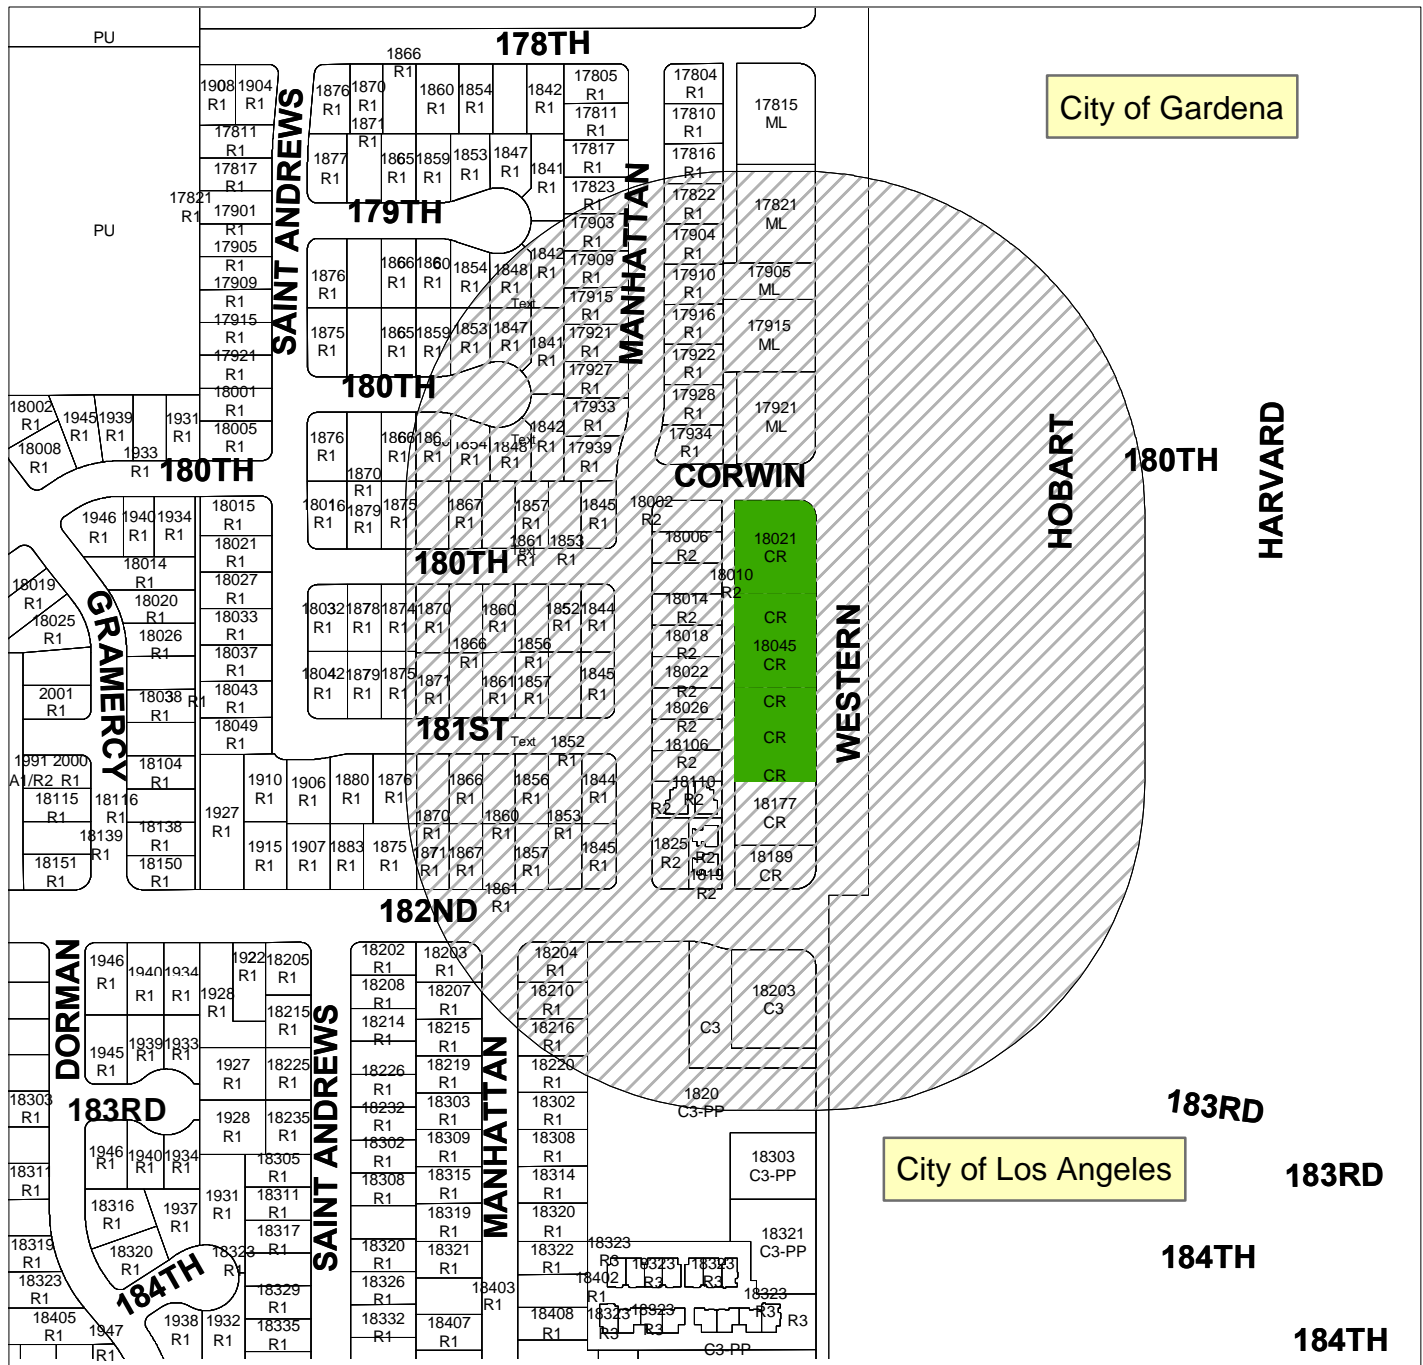 PU
178TH
1866
R1
1908
R1
1904
R1
1876
R1
1870
R1
1860
R1
1854
R1
1842
R1
17805
R1
17804
R1
17815
ML
City of Gardena
17811
R1
1871
R1
17811
R1
17810
R1
17817
R1
1877
R1
1865
R1
1859
R1
1853
R1
1847
R1
1841
R1
17817
R1
17816
R1
SAINT ANDREWS
MANHATTAN
17821
R1
17901
R1
179TH
17823
R1
17822
R1
17821
ML
PU
17905
R1
17903
R1
17904
R1
17909
R1
1876
R1
1866
R1
1860
R1
1854
R1
1848
R1
1842
R1
17909
R1
17910
R1
17905
ML
Text
17915
R1
17915
R1
17916
R1
17915
ML
1875
R1
1865
R1
1859
R1
1853
R1
1847
R1
1841
R1
17921
R1
17922
R1
17921
R1
180TH
17927
R1
17928
R1
17921
ML
18001
R1
18002
R1
1945
R1
1939
R1
1931
R1
17933
R1
17934
R1
18005
R1
18008
R1
1933
R1
180TH
1876
R1
1866
R1
1848
R1
1842
R1
Text
17939
R1
HOBART
180TH
HARVARD
1870
R1
CORWIN
18016
R1
1879
R1
1875
R1
1867
R1
1857
R1
1845
R1
18002
R2
1946
R1
1940
R1
1934
R1
18015
R1
18021
R1
180TH
1861
R1
Text
1853
R1
18006
R2
18021
CR
18014
R1
18027
R1
18010
R2
18019
R1
18020
R1
18033
R1
18032
R1
1878
R1
1874
R1
1870
R1
1860
R1
1852
R1
1844
R1
18014
R2
CR
18025
R1
GRAMERCY
18026
R1
18037
R1
1866
R1
1856
R1
18018
R2
18045
CR
WESTERN
18042
R1
1879
R1
1875
R1
1871
R1
1861
R1
1857
R1
1845
R1
18022
R2
2001
R1
18038
R1
R1
18043
R1
18026
R2
CR
18049
R1
181ST
Text
1852
R1
18106
R2
CR
1991
A1/R2
2000
R1
18104
R1
1910
R1
1906
R1
1880
R1
1876
R1
1866
R1
1856
R1
1844
R1
18110
R2
CR
18115
R1
18116
R1
1927
R1
1870
R1
1860
R1
1853
R1
R2
18177
CR
18139
R1
18138
R1
1915
R1
1907
R1
1883
R1
1875
R1
1871
R1
1867
R1
1857
R1
1845
R1
1825
R2
R2
18151
R1
18150
R1
18189
CR
1819
R2
1861
R1
182ND
DORMAN
1946
R1
1940
R1
1934
R1
1928
R1
1922
R1
18205
R1
18202
R1
18203
R1
18204
R1
18203
C3
18208
R1
18207
R1
18210
R1
18215
R1
18214
R1
18215
R1
18216
R1
C3
1945
R1
1939
R1
1933
R1
1927
R1
18225
R1
SAINT ANDREWS
18226
R1
18219
R1
MANHATTAN
18220
R1
18303
R1
183RD
1928
R1
18235
R1
18232
R1
18303
R1
18302
R1
1820
C3-PP
183RD
18302
R1
18309
R1
18308
R1
1946
R1
1940
R1
1934
R1
18305
R1
18303
C3-PP
City of Los Angeles
183RD
18311
R1
18308
R1
18315
R1
18314
R1
18316
R1
1937
R1
1931
R1
18311
R1
18319
R1
18320
R1
18317
R1
18321
C3-PP
18319
R1
18320
R1
18323
R1
18320
R1
18321
R1
18322
R1
18323
R3
184TH
18323
R1
184TH
18329
R1
18326
R1
18403
R1
18402
R1
18323
R3
18323
R3
18405
R1
1938
R1
1932
R1
18335
R1
18332
R1
18407
R1
18408
R1
18323
R3
18323
R3
18323
R3
R3
1947
R1
C3-PP
184TH